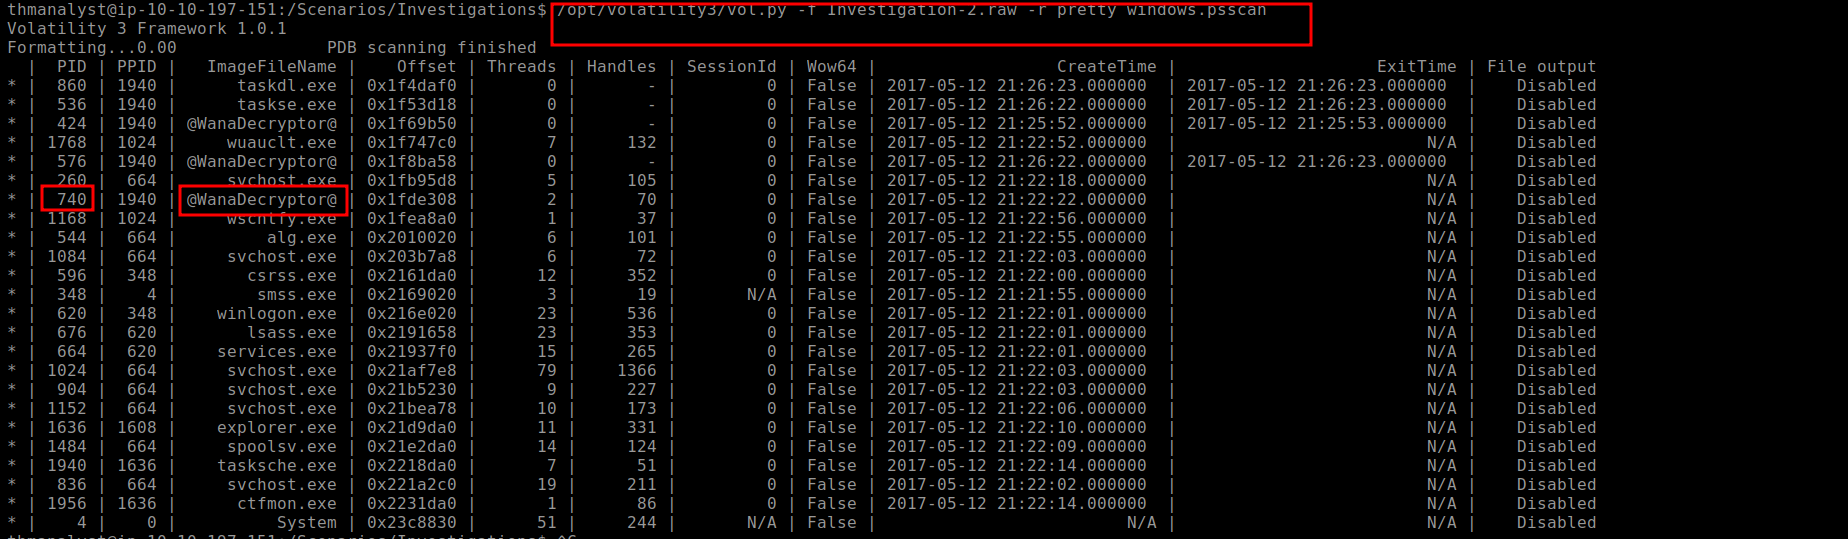 thmanalyst@ip-10-10-197-151:/Scenarios/Investigations$ /opt/volatility3/vol.py -f Investigation-2.raw -r pretty windows.psscan
Volatility 3 Framework 1.0.1
Formatting...0.00               PDB scanning finished
  |  PID | PPID |   ImageFileName |    Offset | Threads | Handles | SessionId | Wow64 |                  CreateTime |                    ExitTime | File output
* |  860 | 1940 |      taskdl.exe | 0x1f4daf0 |       0 |       - |         0 | False | 2017-05-12 21:26:23.000000  | 2017-05-12 21:26:23.000000  |    Disabled
* |  536 | 1940 |      taskse.exe | 0x1f53d18 |       0 |       - |         0 | False | 2017-05-12 21:26:22.000000  | 2017-05-12 21:26:23.000000  |    Disabled
* |  424 | 1940 | @WanaDecryptor@ | 0x1f69b50 |       0 |       - |         0 | False | 2017-05-12 21:25:52.000000  | 2017-05-12 21:25:53.000000  |    Disabled
* | 1768 | 1024 |     wuauclt.exe | 0x1f747c0 |       7 |     132 |         0 | False | 2017-05-12 21:22:52.000000  |                         N/A |    Disabled
* |  576 | 1940 | @WanaDecryptor@ | 0x1f8ba58 |       0 |       - |         0 | False | 2017-05-12 21:26:22.000000  | 2017-05-12 21:26:23.000000  |    Disabled
* |  260 |  664 |     svchost.exe | 0x1fb95d8 |       5 |     105 |         0 | False | 2017-05-12 21:22:18.000000  |                         N/A |    Disabled
* |  740 | 1940 | @WanaDecryptor@ | 0x1fde308 |       2 |      70 |         0 | False | 2017-05-12 21:22:22.000000  |                         N/A |    Disabled
* | 1168 | 1024 |     wscntfy.exe | 0x1fea8a0 |       1 |      37 |         0 | False | 2017-05-12 21:22:56.000000  |                         N/A |    Disabled
* |  544 |  664 |         alg.exe | 0x2010020 |       6 |     101 |         0 | False | 2017-05-12 21:22:55.000000  |                         N/A |    Disabled
* | 1084 |  664 |     svchost.exe | 0x203b7a8 |       6 |      72 |         0 | False | 2017-05-12 21:22:03.000000  |                         N/A |    Disabled
* |  596 |  348 |       csrss.exe | 0x2161da0 |      12 |     352 |         0 | False | 2017-05-12 21:22:00.000000  |                         N/A |    Disabled
* |  348 |    4 |        smss.exe | 0x2169020 |       3 |      19 |       N/A | False | 2017-05-12 21:21:55.000000  |                         N/A |    Disabled
* |  620 |  348 |    winlogon.exe | 0x216e020 |      23 |     536 |         0 | False | 2017-05-12 21:22:01.000000  |                         N/A |    Disabled
* |  676 |  620 |       lsass.exe | 0x2191658 |      23 |     353 |         0 | False | 2017-05-12 21:22:01.000000  |                         N/A |    Disabled
* |  664 |  620 |    services.exe | 0x21937f0 |      15 |     265 |         0 | False | 2017-05-12 21:22:01.000000  |                         N/A |    Disabled
* | 1024 |  664 |     svchost.exe | 0x21af7e8 |      79 |    1366 |         0 | False | 2017-05-12 21:22:03.000000  |                         N/A |    Disabled
* |  904 |  664 |     svchost.exe | 0x21b5230 |       9 |     227 |         0 | False | 2017-05-12 21:22:03.000000  |                         N/A |    Disabled
* | 1152 |  664 |     svchost.exe | 0x21bea78 |      10 |     173 |         0 | False | 2017-05-12 21:22:06.000000  |                         N/A |    Disabled
* | 1636 | 1608 |    explorer.exe | 0x21d9da0 |      11 |     331 |         0 | False | 2017-05-12 21:22:10.000000  |                         N/A |    Disabled
* | 1484 |  664 |     spoolsv.exe | 0x21e2da0 |      14 |     124 |         0 | False | 2017-05-12 21:22:09.000000  |                         N/A |    Disabled
* | 1940 | 1636 |    tasksche.exe | 0x2218da0 |       7 |      51 |         0 | False | 2017-05-12 21:22:14.000000  |                         N/A |    Disabled
* |  836 |  664 |     svchost.exe | 0x221a2c0 |      19 |     211 |         0 | False | 2017-05-12 21:22:02.000000  |                         N/A |    Disabled
* | 1956 | 1636 |      ctfmon.exe | 0x2231da0 |       1 |      86 |         0 | False | 2017-05-12 21:22:14.000000  |                         N/A |    Disabled
* |    4 |    0 |          System | 0x23c8830 |      51 |     244 |       N/A | False |                        N/A |                         N/A |    Disabled
thmanalyst@ip-10-10-197-151:/Scenarios/Investigations$ ^C